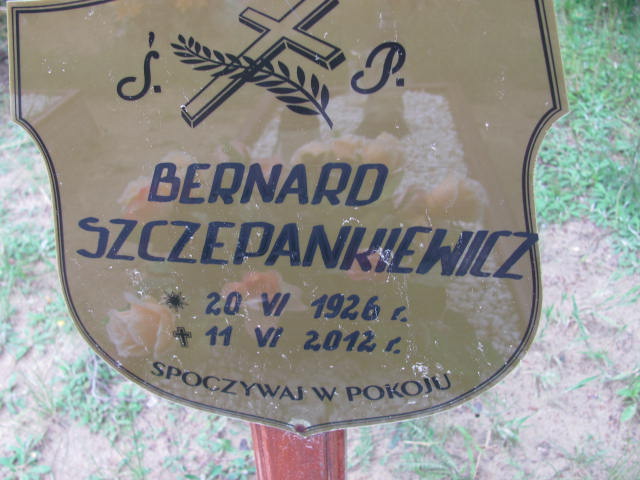 Ś. P.
BERNARD
SZCZEPANKIEWICZ
20 VI 1926 r.
11 VI 2012 r.
SPOCZYWAJ W POKOJU